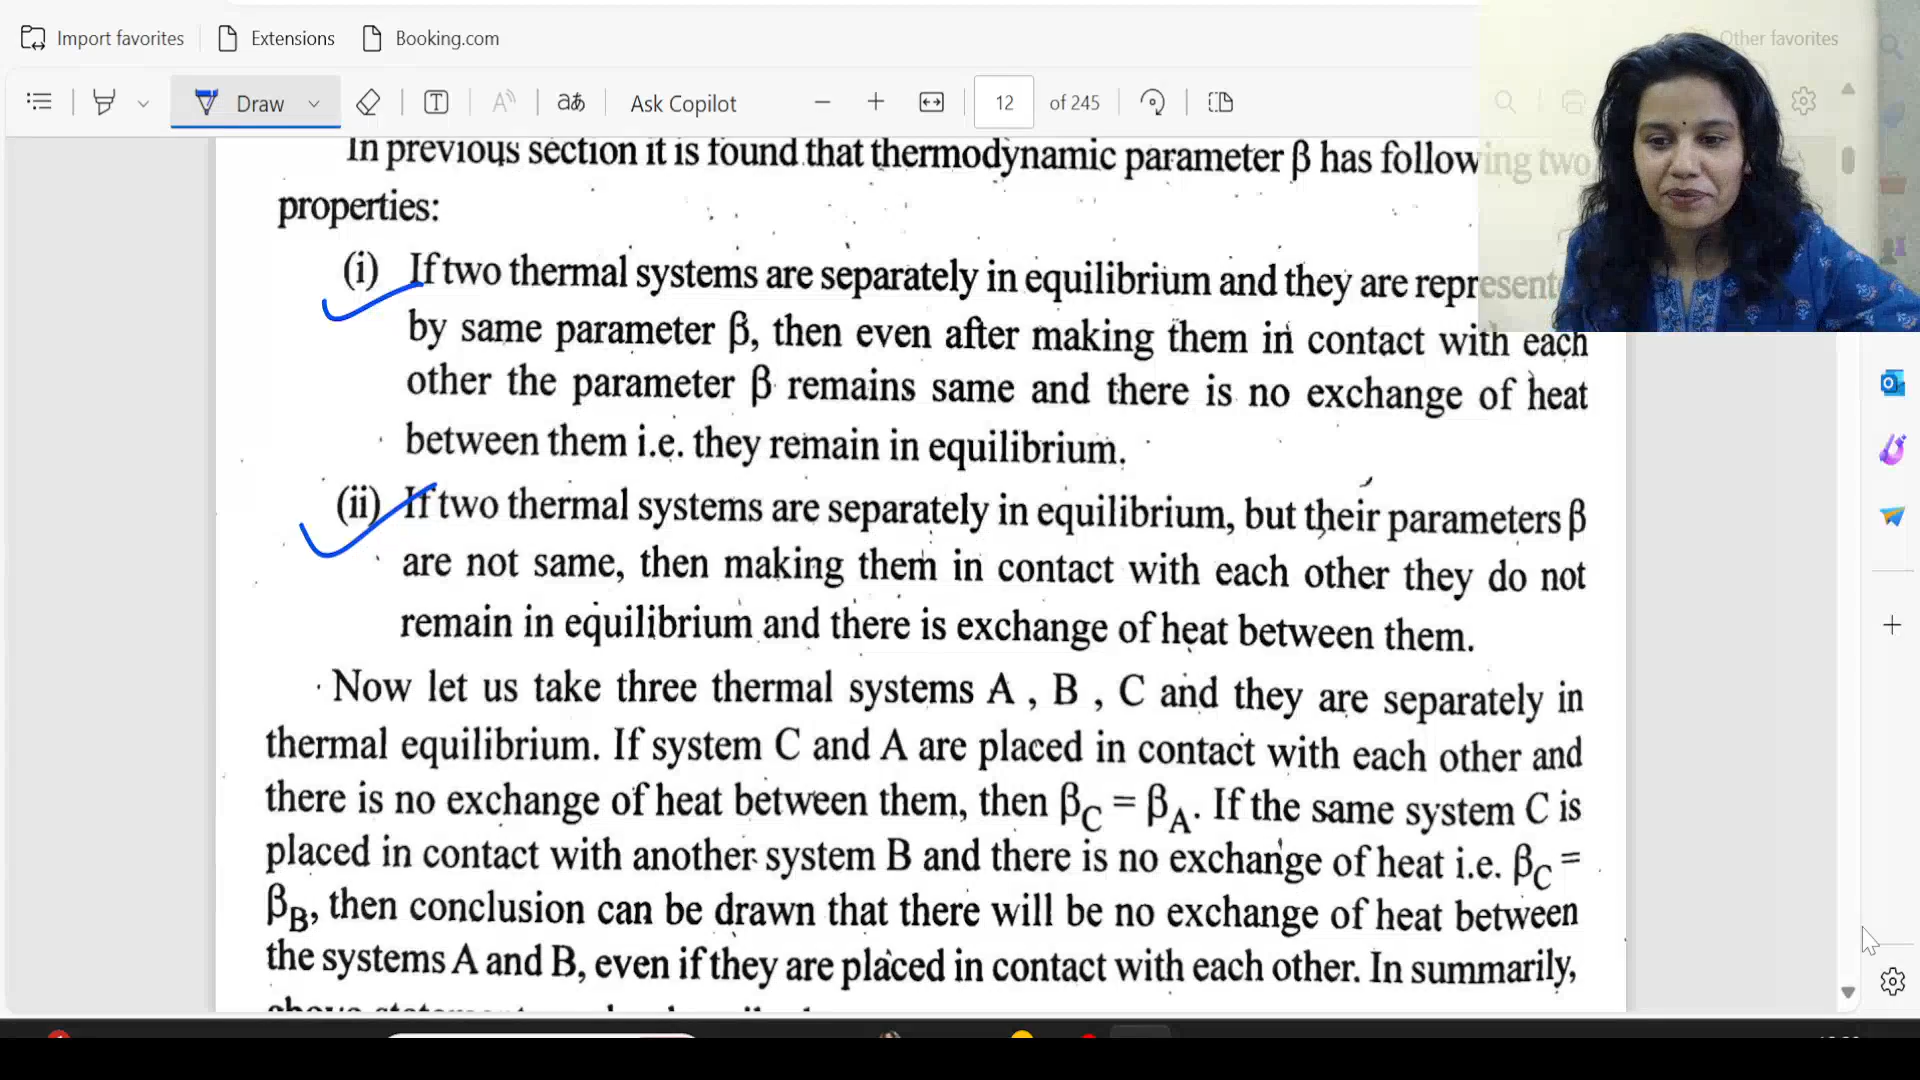 Import favorites
Extensions
Booking.com
Other favorites
Draw
aあ
Ask Copilot
12
of 245
In previous section it is found that thermodynamic parameter β has following two
properties:
(i) If two thermal systems are separately in equilibrium and they are represent
by same parameter β, then even after making them in contact with each
other the parameter β remains same and there is no exchange of heat
between them i.e. they remain in equilibrium.
(ii) If two thermal systems are separately in equilibrium, but their parameters β
are not same, then making them in contact with each other they do not
remain in equilibrium and there is exchange of heat between them.
Now let us take three thermal systems A , B , C and they are separately in
thermal equilibrium. If system C and A are placed in contact with each other and
there is no exchange of heat between them, then βC = βA. If the same system C is
placed in contact with another system B and there is no exchange of heat i.e. βC =
βB, then conclusion can be drawn that there will be no exchange of heat between
the systems A and B, even if they are placed in contact with each other. In summarily,